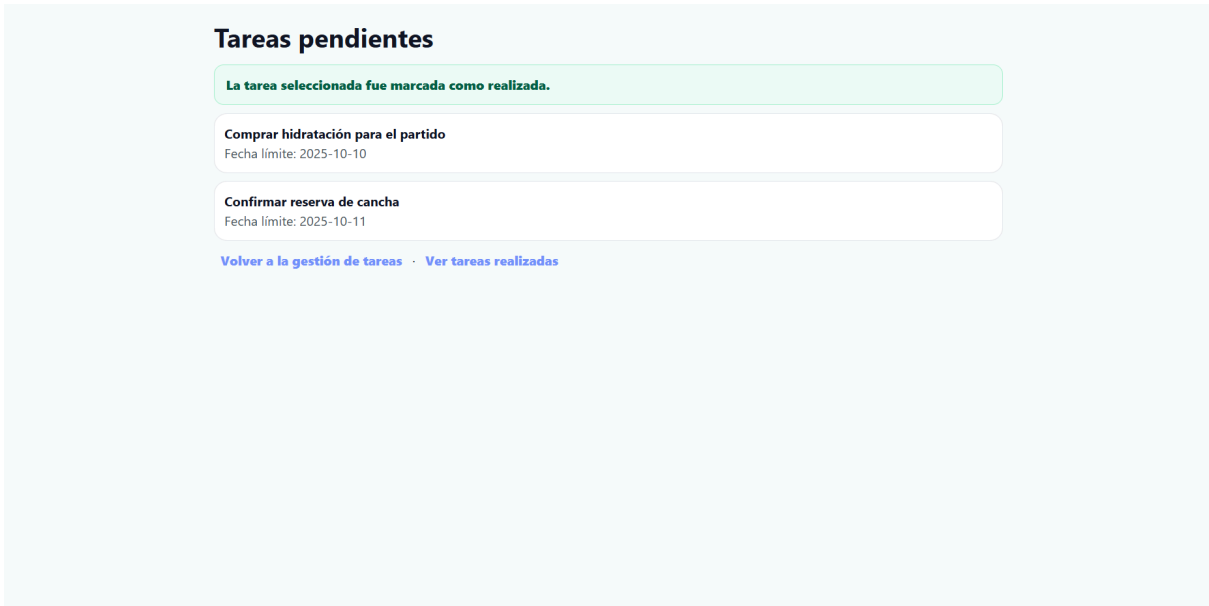 Tareas pendientes
La tarea seleccionada fue marcada como realizada.
Comprar hidratación para el partido
Fecha límite: 2025-10-10
Confirmar reserva de cancha
Fecha límite: 2025-10-11
Volver a la gestión de tareas · Ver tareas realizadas